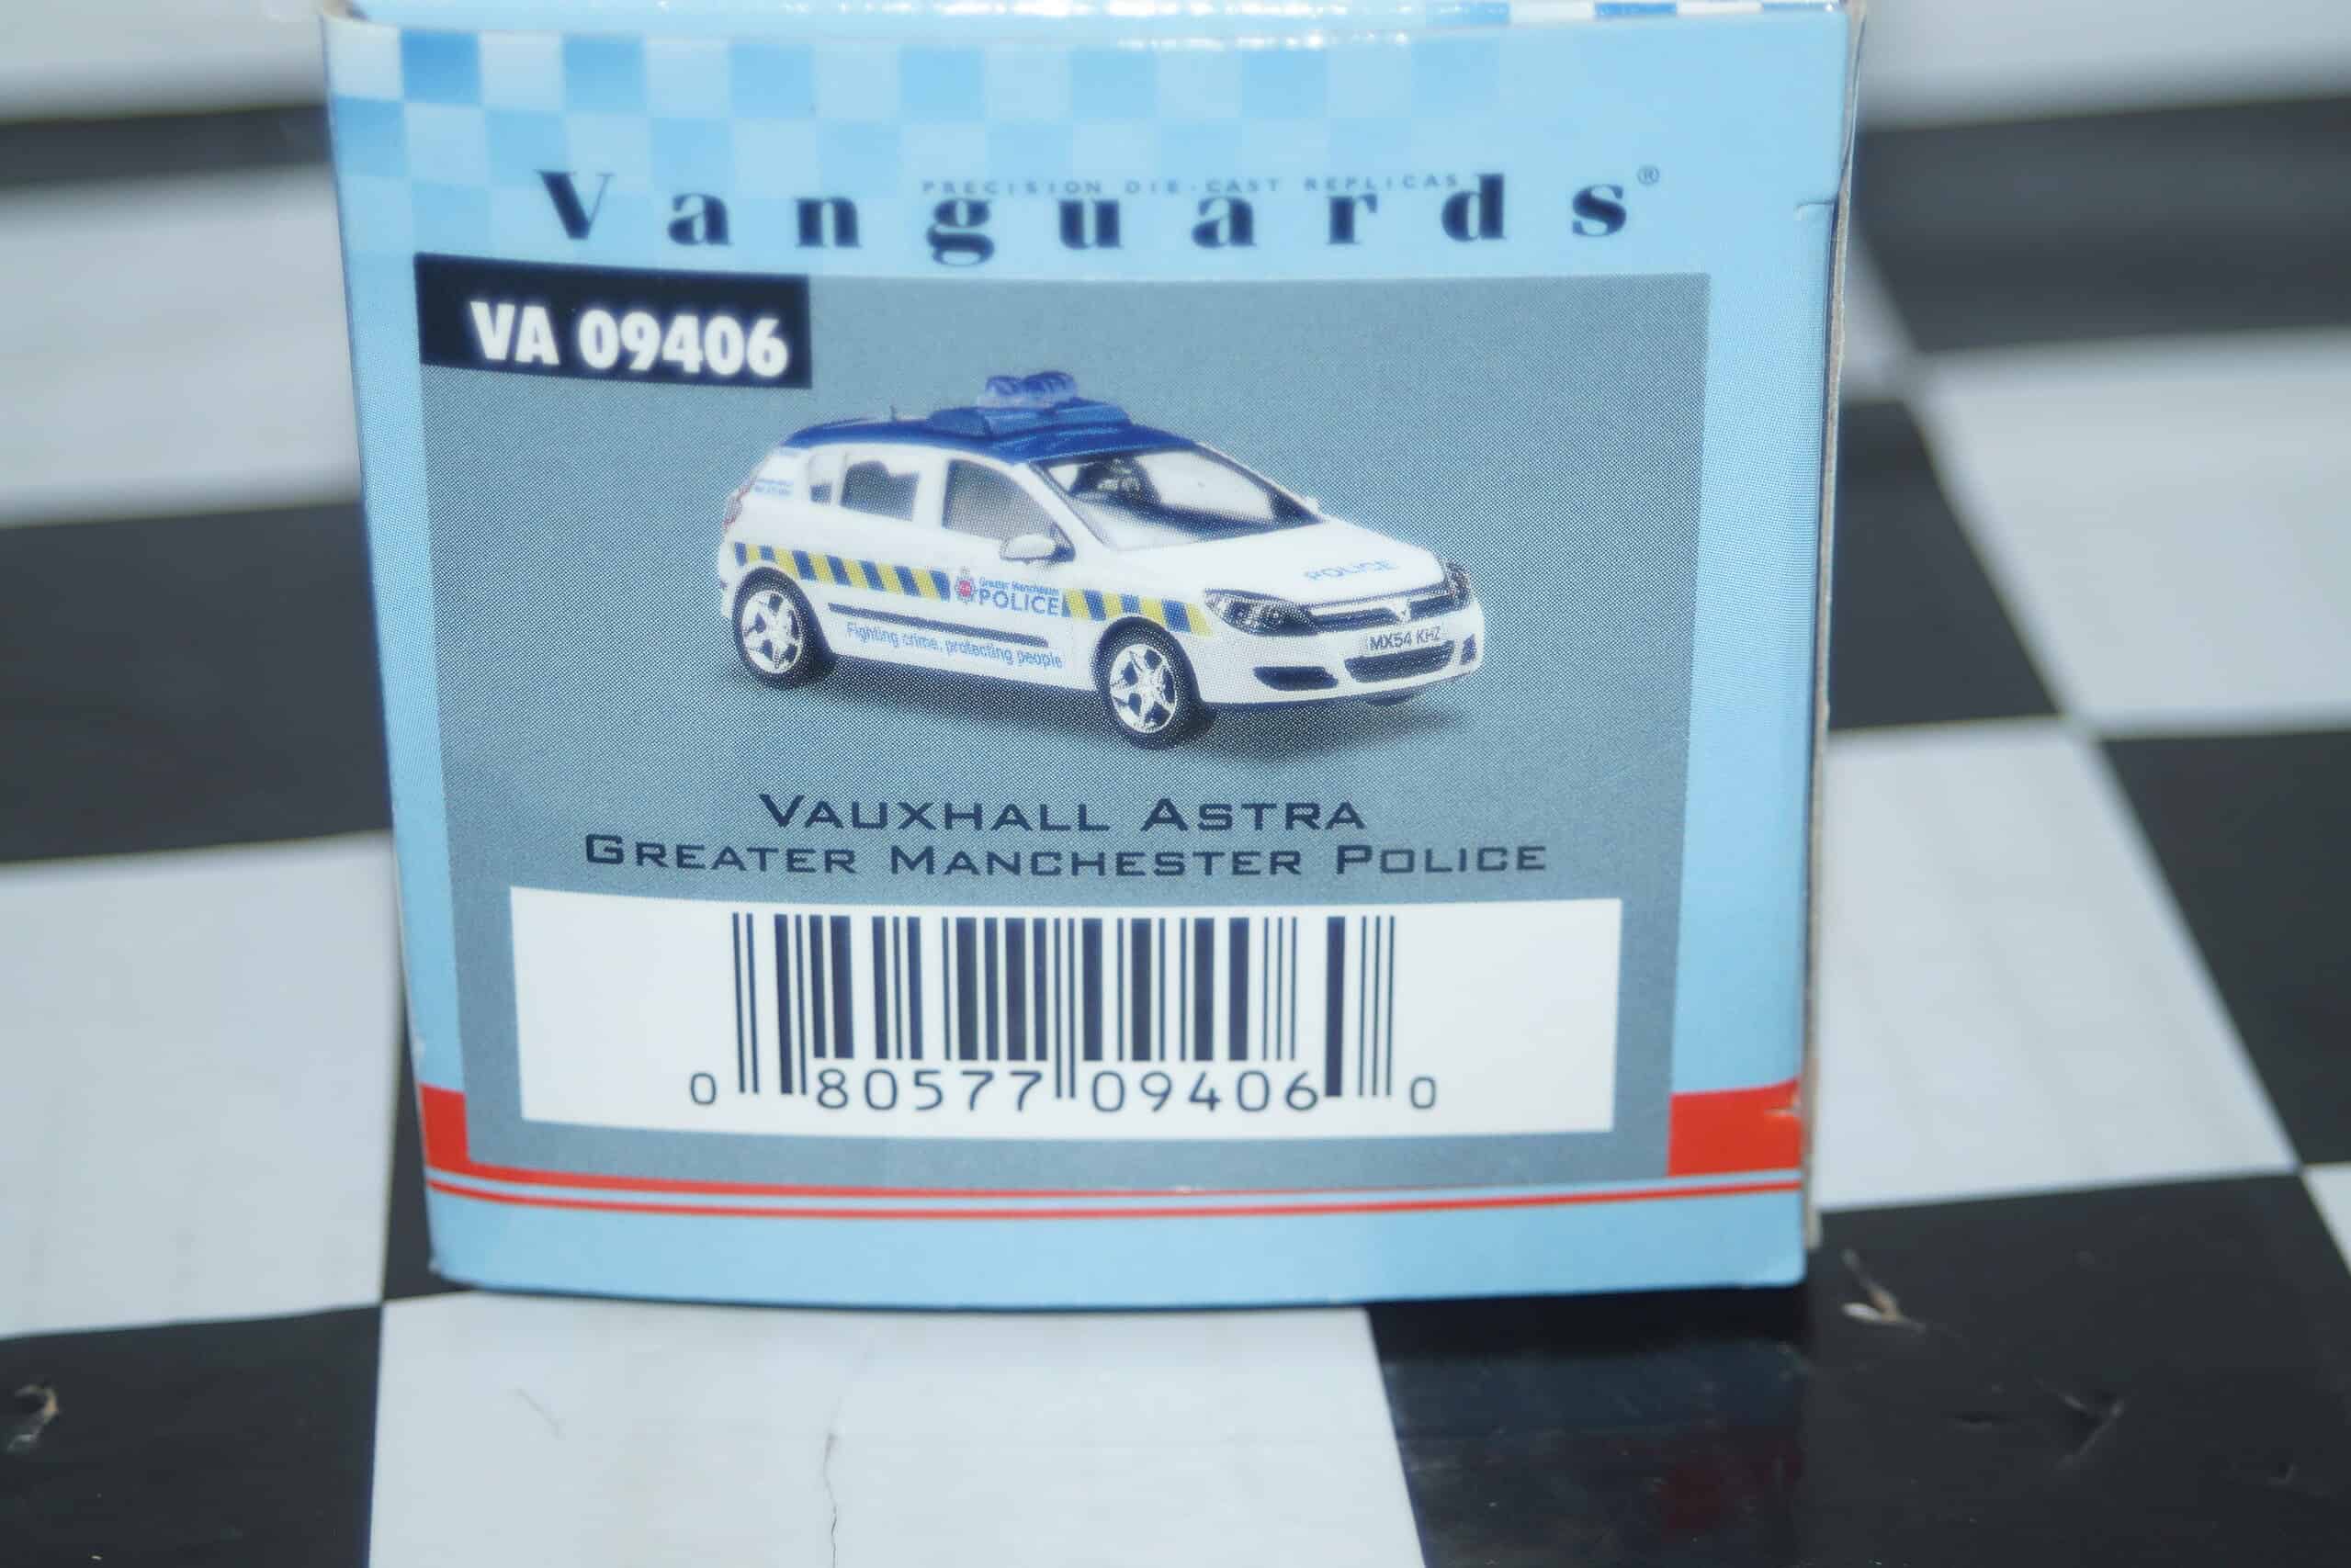 PRECISION DIE-CAST REPLICAS
Vanguards®
VA 09406
Greater Manchester
POLICE
POLICE
Fighting crime, protecting people
MX54 KHZ
VAUXHALL ASTRA
GREATER MANCHESTER POLICE
0 80577 09406 0